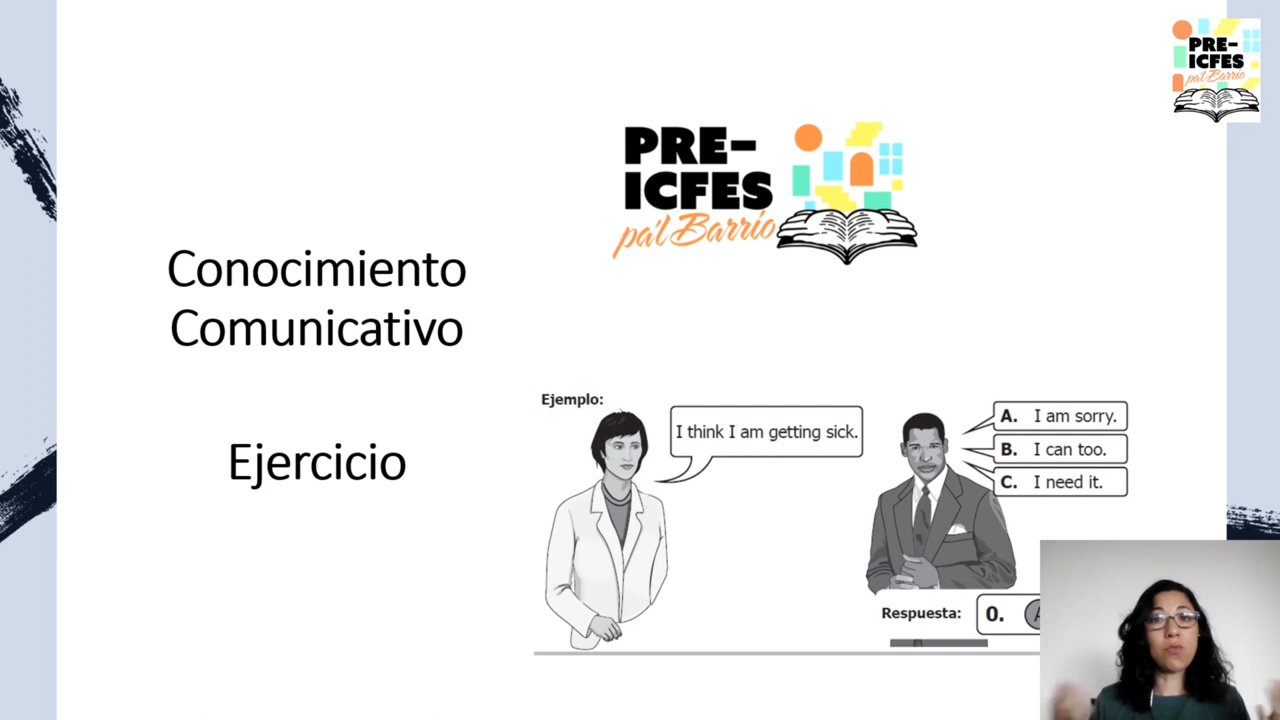 PRE-
ICFES
pa'l Barrio
PRE-
ICFES
pa'l Barrio
Conocimiento
Comunicativo
Ejercicio
Ejemplo:
I think I am getting sick.
A. I am sorry.
B. I can too.
C. I need it.
Respuesta: 0. A